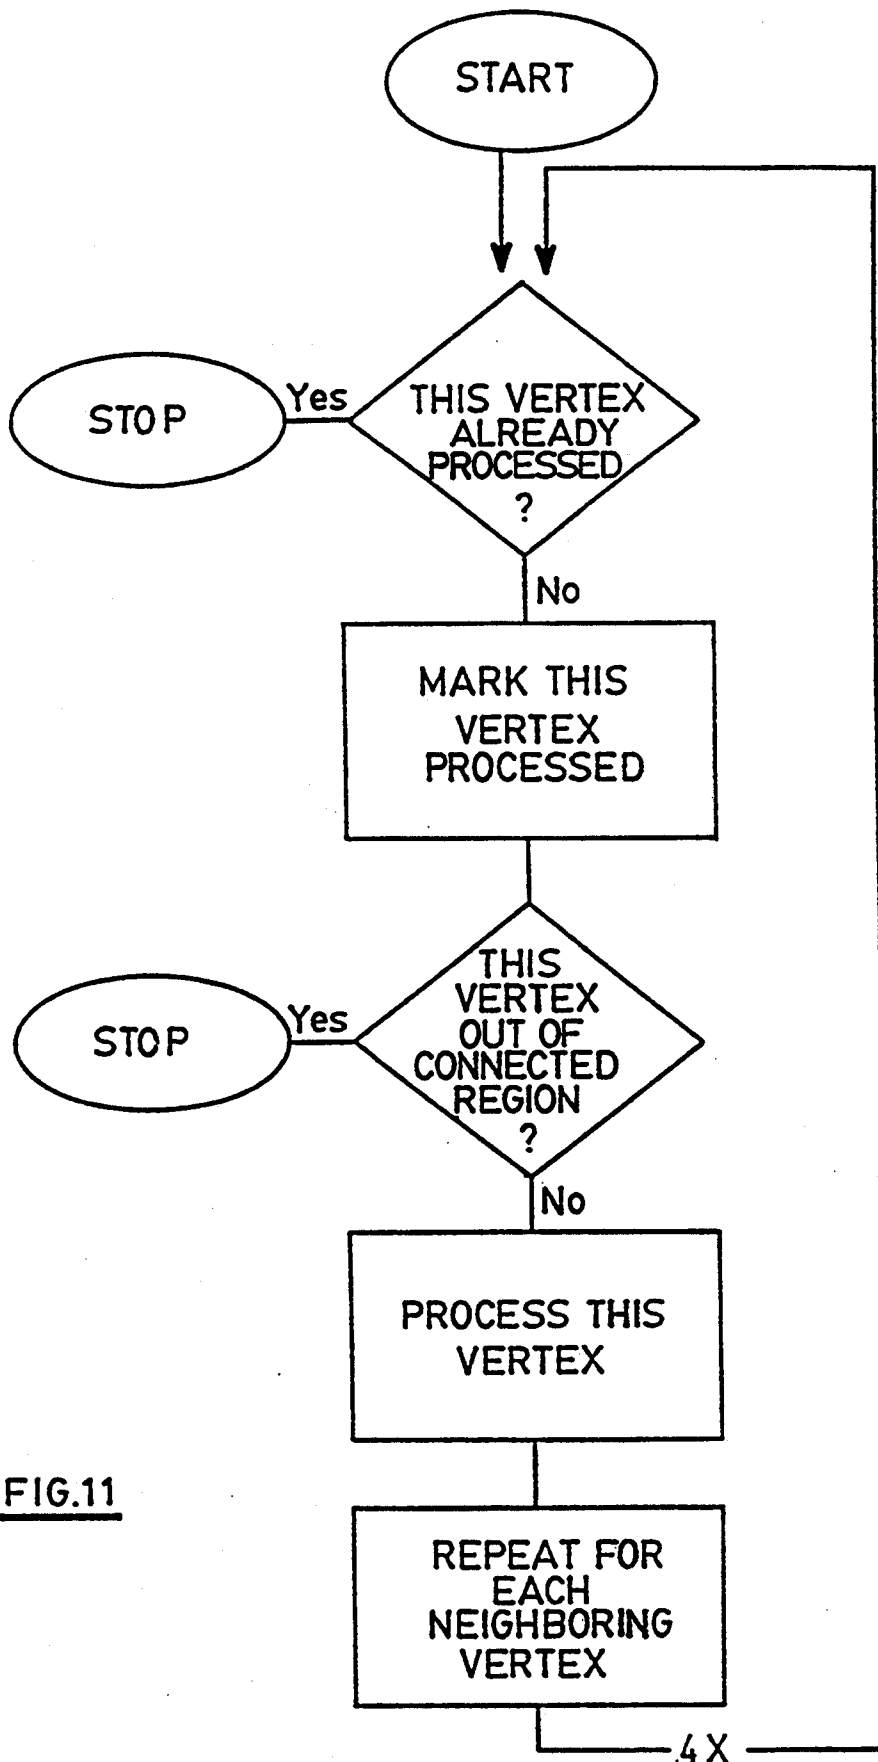 START
Yes
STOP
THIS VERTEX
ALREADY
PROCESSED
?
No
MARK THIS
VERTEX
PROCESSED
THIS
VERTEX
OUT OF
CONNECTED
REGION
?
Yes
STOP
No
PROCESS THIS
VERTEX
FIG.11
REPEAT FOR
EACH
NEIGHBORING
VERTEX
4X